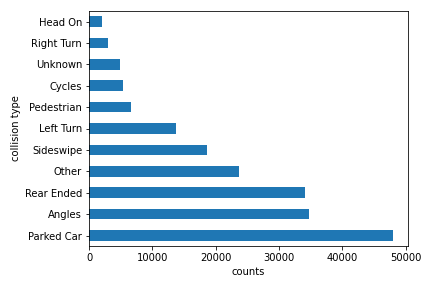 Head On
Right Turn
Unknown
Cycles
Pedestrian
Left Turn
Sideswipe
Other
Rear Ended
Angles
Parked Car
collision type
0 10000 20000 30000 40000 50000
counts